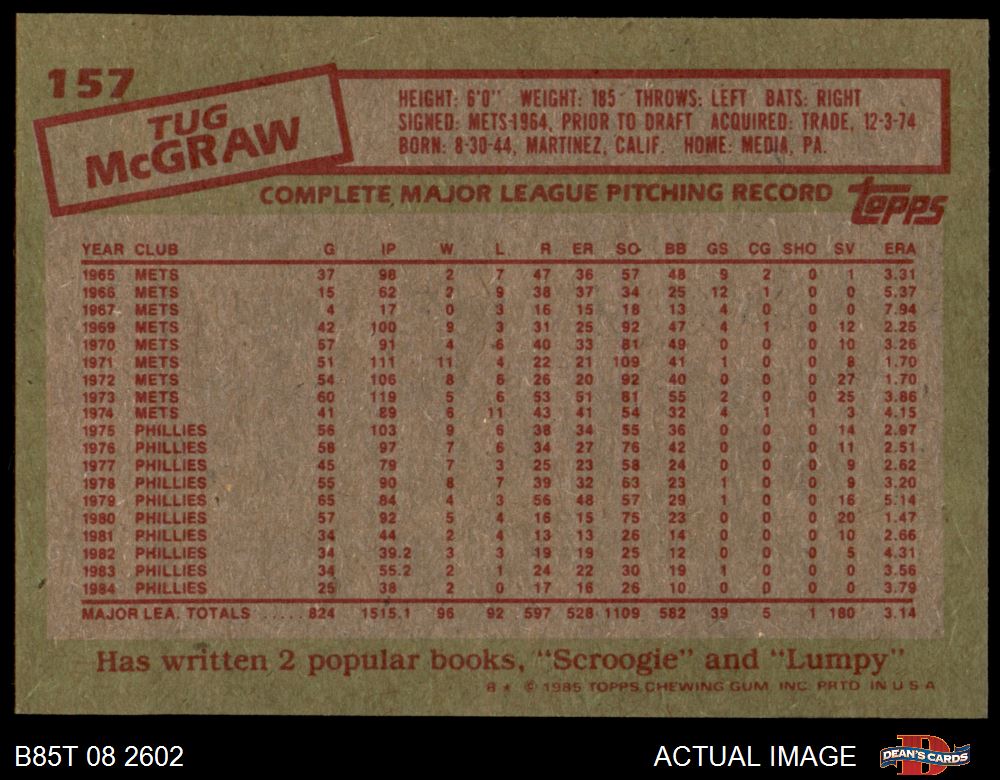 157
TUG
McGRAW
HEIGHT: 6'0" WEIGHT: 185 THROWS: LEFT BATS: RIGHT
SIGNED: METS-1964, PRIOR TO DRAFT ACQUIRED: TRADE, 12-3-74
BORN: 8-30-44, MARTINEZ, CALIF. HOME: MEDIA, PA.
COMPLETE MAJOR LEAGUE PITCHING RECORD
topps
YEAR CLUB G IP W L R ER SO BB GS CG SHO SV ERA
1965 METS 37 98 2 7 47 36 57 48 9 2 0 1 3.31
1966 METS 15 62 2 9 38 37 34 25 12 1 0 0 5.37
1967 METS 4 17 0 3 16 15 18 13 4 0 0 0 7.94
1969 METS 42 100 9 3 31 25 92 47 4 1 0 12 2.25
1970 METS 57 91 4 6 40 33 81 49 0 0 0 10 3.26
1971 METS 51 111 11 4 22 21 109 41 1 0 0 8 1.70
1972 METS 54 106 8 6 26 20 92 40 0 0 0 27 1.70
1973 METS 60 119 5 6 53 51 81 55 2 0 0 25 3.86
1974 METS 41 89 6 11 43 41 54 32 4 1 1 3 4.15
1975 PHILLIES 56 103 9 6 38 34 55 36 0 0 0 14 2.97
1976 PHILLIES 58 97 7 6 34 27 76 42 0 0 0 11 2.51
1977 PHILLIES 45 79 7 3 25 23 58 24 0 0 0 9 2.62
1978 PHILLIES 55 90 8 7 39 32 63 23 1 0 0 9 3.20
1979 PHILLIES 65 84 4 3 56 48 57 29 1 0 0 16 5.14
1980 PHILLIES 57 92 5 4 16 15 75 23 0 0 0 20 1.47
1981 PHILLIES 34 44 2 4 13 13 26 14 0 0 0 10 2.66
1982 PHILLIES 34 39.2 3 3 19 19 25 12 0 0 0 5 4.31
1983 PHILLIES 34 55.2 2 1 24 22 30 19 1 0 0 0 3.56
1984 PHILLIES 25 38 2 0 17 16 26 10 0 0 0 0 3.79
MAJOR LEA. TOTALS ..... 824 1515.1 96 92 597 528 1109 582 39 5 1 180 3.14
Has written 2 popular books, "Scroogie" and "Lumpy"
B* © 1985 TOPPS CHEWING GUM, INC. PRTD. IN U.S.A.
B85T 08 2602
ACTUAL IMAGE
DEAN'S CARDS